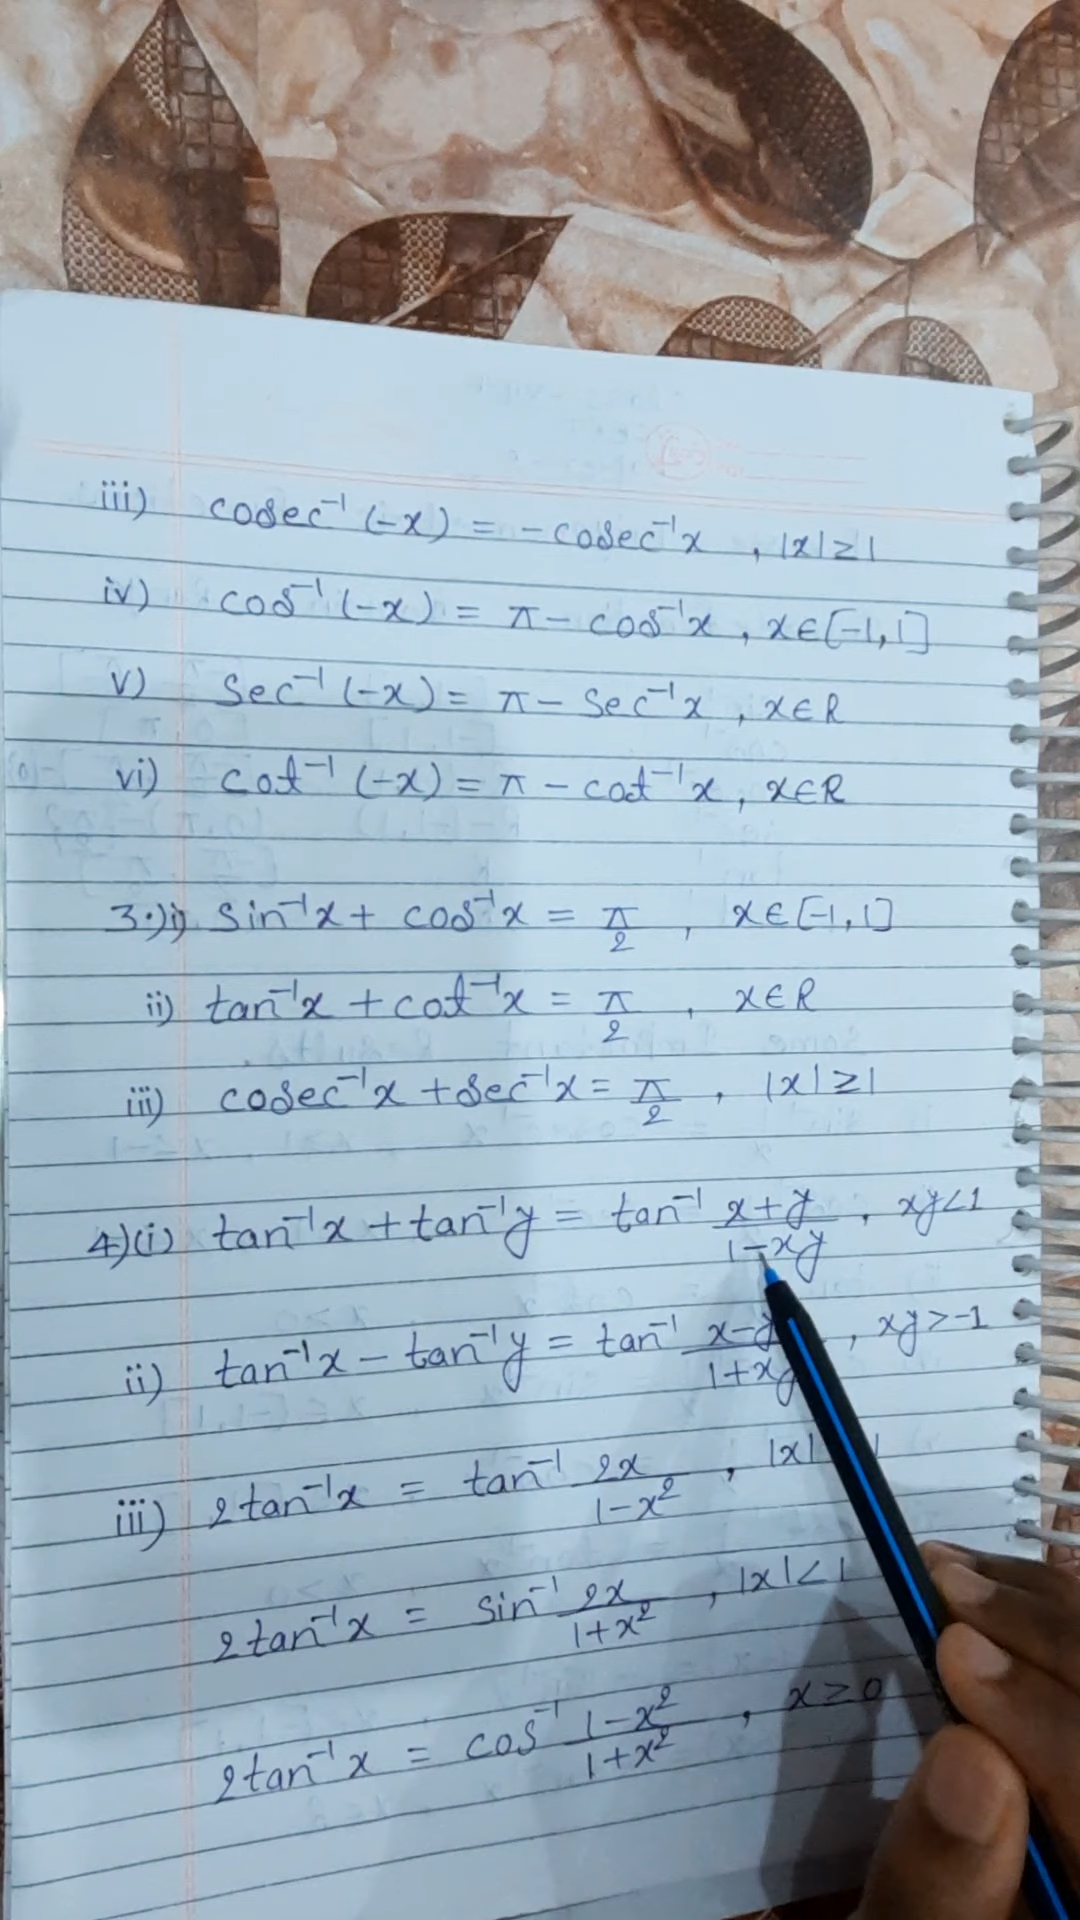 iii) cosec⁻¹(-x) = -cosec⁻¹x , |x|≥1
iv) cos⁻¹(-x) = π - cos⁻¹x , x∈[-1,1]
v) sec⁻¹(-x) = π - sec⁻¹x , x∈R
vi) cot⁻¹(-x) = π - cot⁻¹x , x∈R
3.)i) sin⁻¹x + cos⁻¹x = π/2 , x∈[-1,1]
ii) tan⁻¹x + cot⁻¹x = π/2 , x∈R
iii) cosec⁻¹x + sec⁻¹x = π/2 , |x|≥1
4)(i) tan⁻¹x + tan⁻¹y = tan⁻¹ (x+y)/(1-xy) , xy<1
ii) tan⁻¹x - tan⁻¹y = tan⁻¹ (x-y)/(1+xy) , xy>-1
iii) 2tan⁻¹x = tan⁻¹ 2x/(1-x²) , |x|
2tan⁻¹x = sin⁻¹ 2x/(1+x²) , |x|<1
2tan⁻¹x = cos⁻¹ (1-x²)/(1+x²) , x≥0